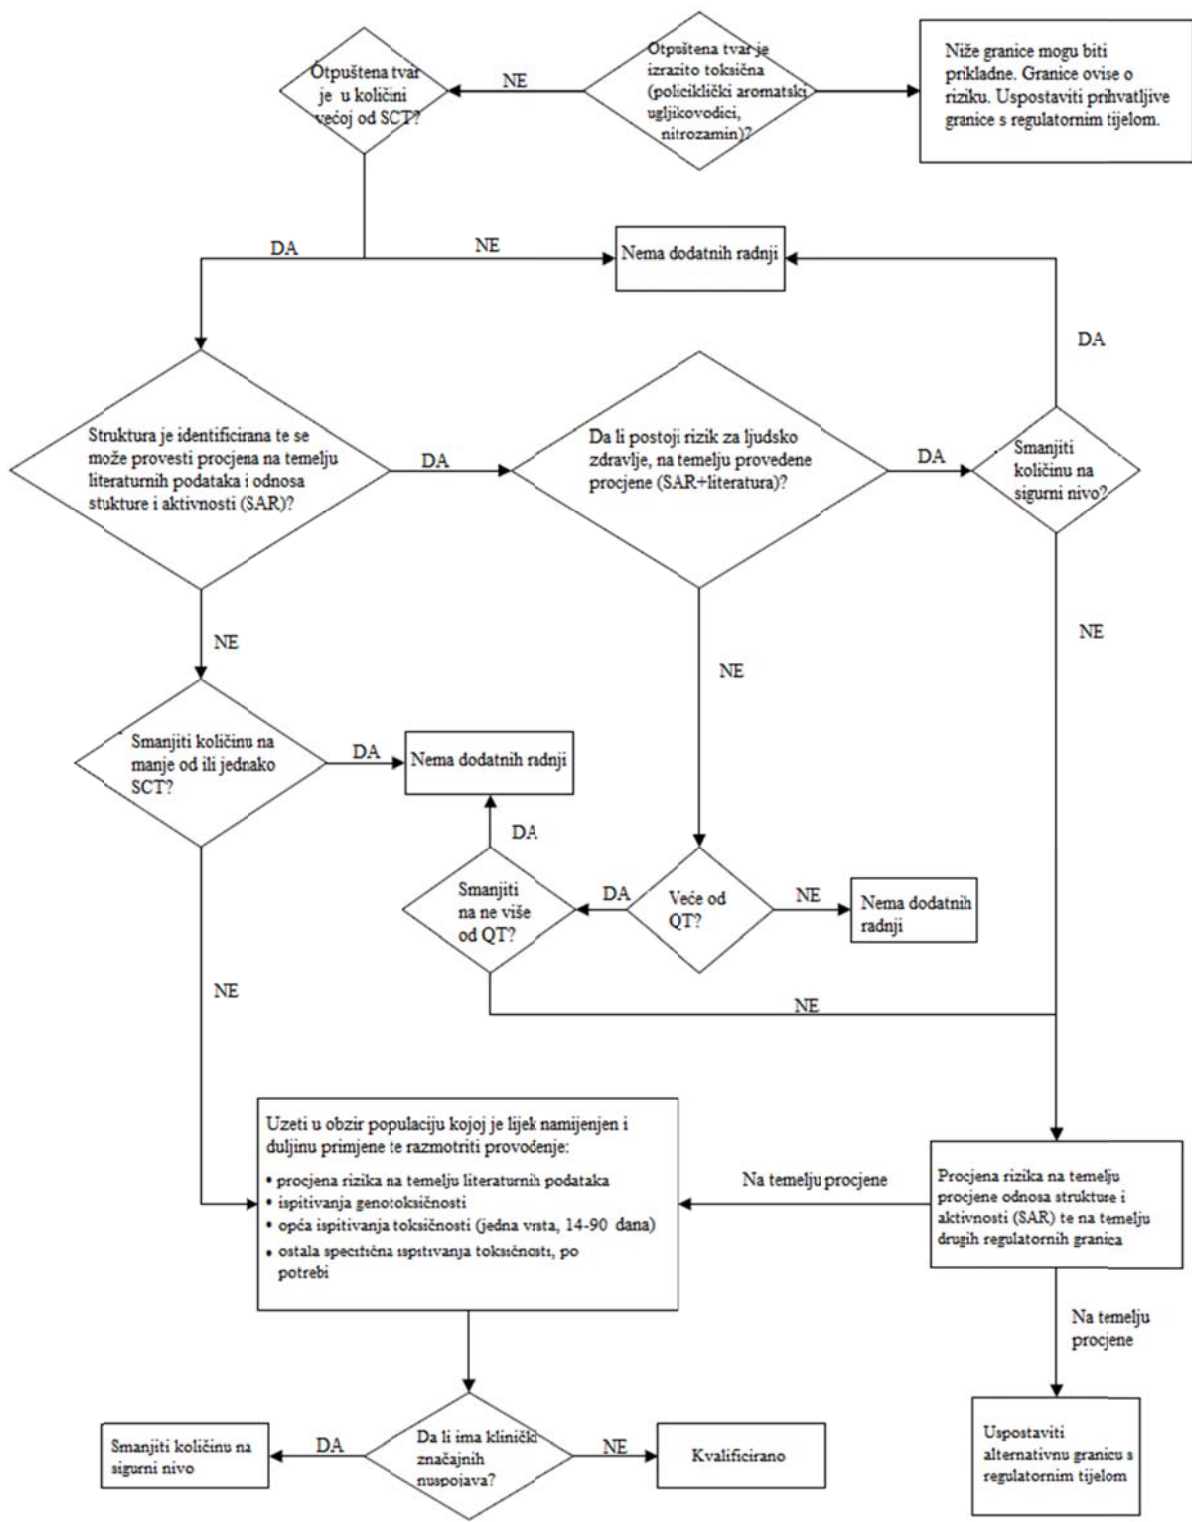 Otpuštena tvar
je u količini
većoj od SCT?
NE
Otpuštena tvar je
izrazito toksična
(policiklički aromatski
ugljikovodici,
nitrozamin)?
Niže granice mogu biti
prikladne. Granice ovise o
riziku. Uspostaviti prihvatljive
granice s regulatornim tijelom.
DA
NE
Nema dodatnih radnji
DA
Struktura je identificirana te se
može provesti procjena na temelju
literaturnih podataka i odnosa
stukture i aktivnosti (SAR)?
DA
Da li postoji rizik za ljudsko
zdravlje, na temelju provedene
procjene (SAR+literatura)?
DA
Smanjiti
količinu na
sigurni nivo?
NE
NE
NE
Smanjiti količinu na
manje od ili jednako
SCT?
DA
Nema dodatnih radnji
DA
Smanjiti
na ne više
od QT?
DA
Veće od
QT?
NE
Nema dodatnih
radnji
NE
NE
Uzeti u obzir populaciju kojoj je lijek namijenjen i
duljinu primjene te razmotriti provođenje:
• procjena rizika na temelju literaturnih podataka
• ispitivanja genotoksičnosti
• opća ispitivanja toksičnosti (jedna vrsta, 14-90 dana)
• ostala specifična ispitivanja toksičnosti, po
potrebi
Na temelju procjene
Procjena rizika na temelju
procjene odnosa strukture i
aktivnosti (SAR) te na temelju
drugih regulatornih granica
Na temelju
procjene
Smanjiti količinu na
sigurni nivo
DA
Da li ima klinički
značajnih
nuspojava?
NE
Kvalificirano
Uspostaviti
alternativnu granicu s
regulatornim tijelom